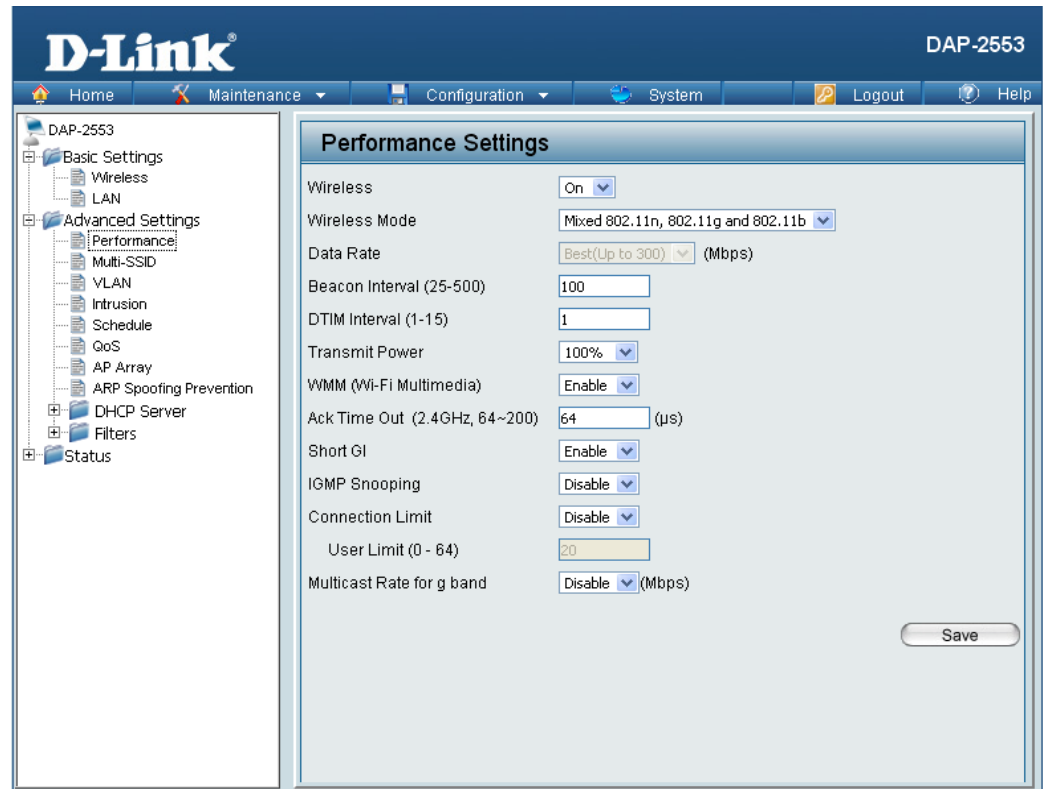 D-Link®
DAP-2553
Home Maintenance Configuration System Logout Help
DAP-2553
Basic Settings
Wireless
LAN
Advanced Settings
Performance
Multi-SSID
VLAN
Intrusion
Schedule
QoS
AP Array
ARP Spoofing Prevention
DHCP Server
Filters
Status
Performance Settings
Wireless On
Wireless Mode Mixed 802.11n, 802.11g and 802.11b
Data Rate Best(Up to 300) (Mbps)
Beacon Interval (25-500) 100
DTIM Interval (1-15) 1
Transmit Power 100%
WMM (Wi-Fi Multimedia) Enable
Ack Time Out (2.4GHz, 64~200) 64 (µs)
Short GI Enable
IGMP Snooping Disable
Connection Limit Disable
User Limit (0 - 64) 20
Multicast Rate for g band Disable (Mbps)
Save